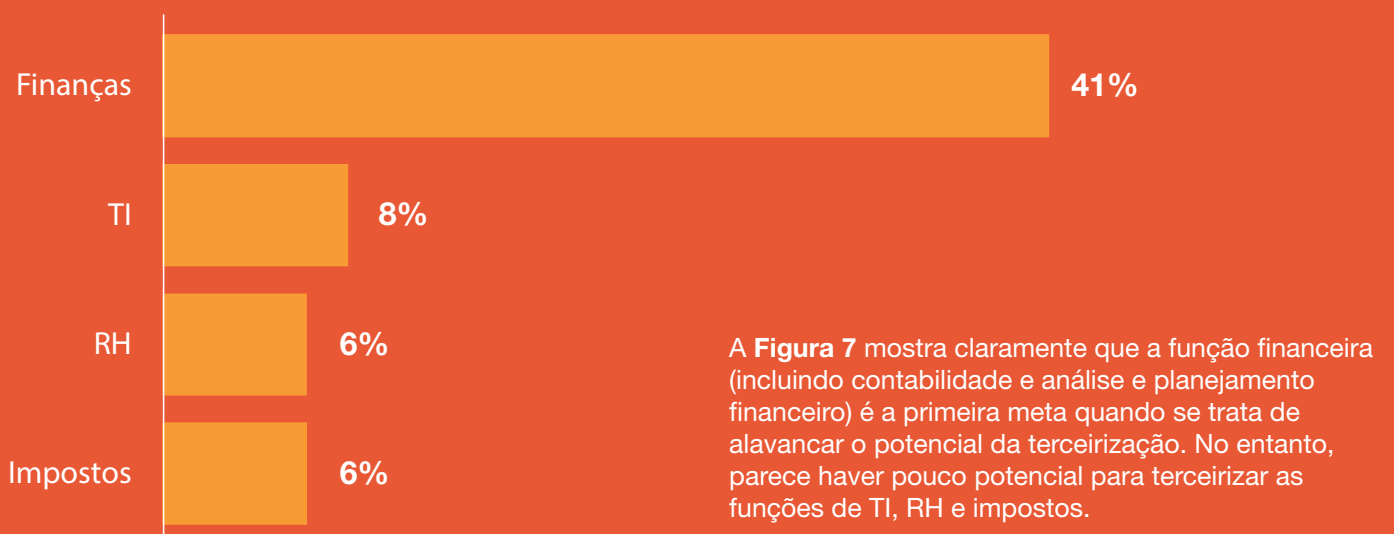 Finanças
41%
TI
8%
RH
6%
Impostos
6%
A Figura 7 mostra claramente que a função financeira
(incluindo contabilidade e análise e planejamento
financeiro) é a primeira meta quando se trata de
alavancar o potencial da terceirização. No entanto,
parece haver pouco potencial para terceirizar as
funções de TI, RH e impostos.